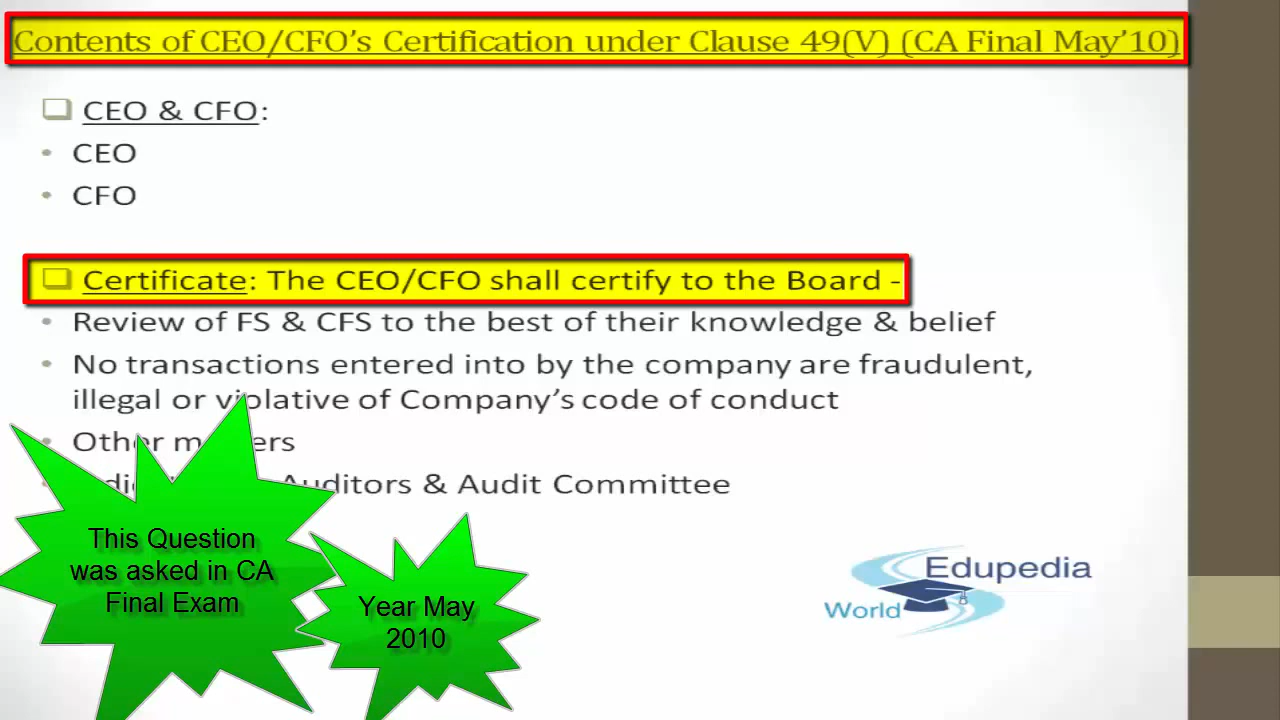 Contents of CEO/CFO's Certification under Clause 49(V) (CA Final May'10)
CEO & CFO:
• CEO
• CFO
Certificate: The CEO/CFO shall certify to the Board -
• Review of FS & CFS to the best of their knowledge & belief
• No transactions entered into by the company are fraudulent,
illegal or violative of Company's code of conduct
• Other
Auditors & Audit Committee
This Question
was asked in CA
Final Exam
Year May
2010
Edupedia
World